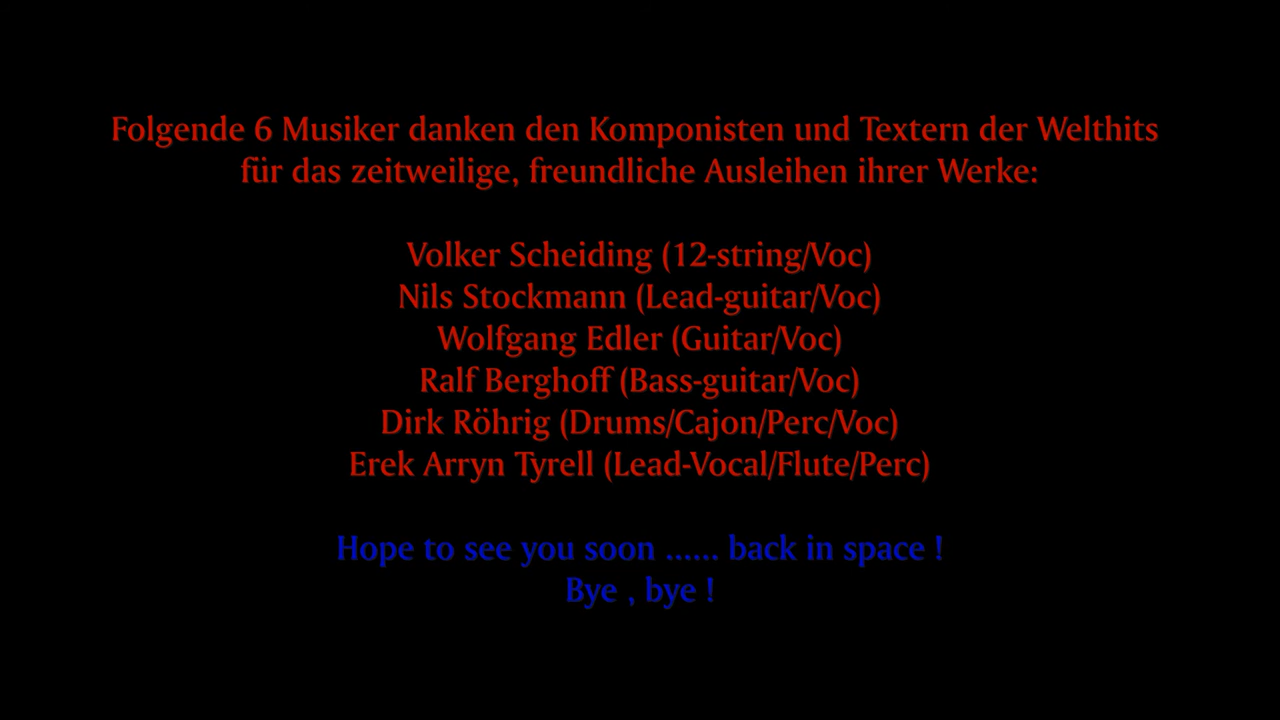 Folgende 6 Musiker danken den Komponisten und Textern der Welthits
für das zeitweilige, freundliche Ausleihen ihrer Werke:
Volker Scheiding (12-string/Voc)
Nils Stockmann (Lead-guitar/Voc)
Wolfgang Edler (Guitar/Voc)
Ralf Berghoff (Bass-guitar/Voc)
Dirk Röhrig (Drums/Cajon/Perc/Voc)
Erek Arryn Tyrell (Lead-Vocal/Flute/Perc)
Hope to see you soon ...... back in space !
Bye , bye !